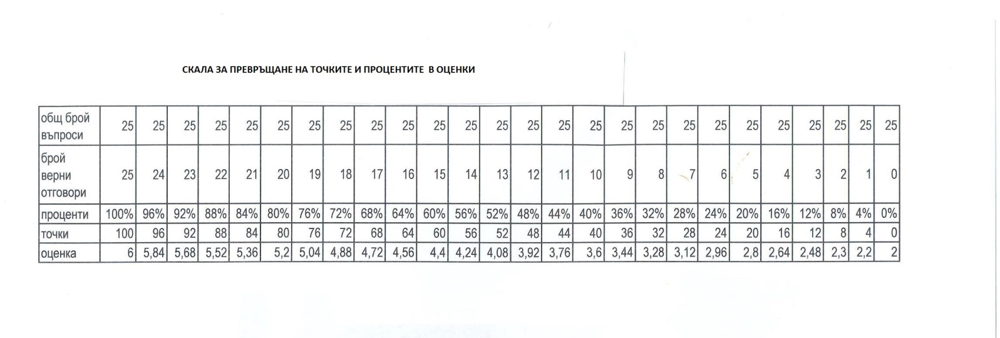 СКАЛА ЗА ПРЕВРЪЩАНЕ НА ТОЧКИТЕ И ПРОЦЕНТИТЕ В ОЦЕНКИ
общ брой въпроси 25 25 25 25 25 25 25 25 25 25 25 25 25 25 25 25 25 25 25 25 25 25 25 25 25 25
брой верни отговори 25 24 23 22 21 20 19 18 17 16 15 14 13 12 11 10 9 8 7 6 5 4 3 2 1 0
проценти 100% 96% 92% 88% 84% 80% 76% 72% 68% 64% 60% 56% 52% 48% 44% 40% 36% 32% 28% 24% 20% 16% 12% 8% 4% 0%
точки 100 96 92 88 84 80 76 72 68 64 60 56 52 48 44 40 36 32 28 24 20 16 12 8 4 0
оценка 6 5,84 5,68 5,52 5,36 5,2 5,04 4,88 4,72 4,56 4,4 4,24 4,08 3,92 3,76 3,6 3,44 3,28 3,12 2,96 2,8 2,64 2,48 2,3 2,2 2